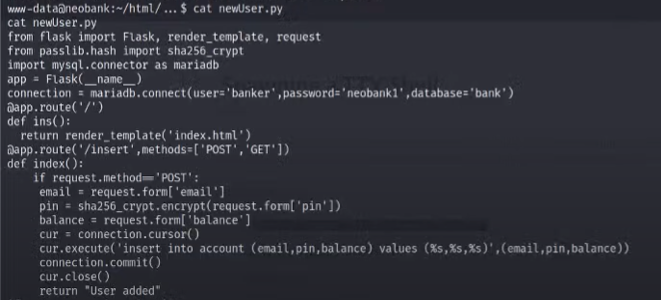 www-data@neobank:~/html/ ... $ cat newUser.py
cat newUser.py
from flask import Flask, render_template, request
from passlib.hash import sha256_crypt
import mysql.connector as mariadb
app = Flask(__name__)
connection = mariadb.connect(user='banker',password='neobank1',database='bank')
@app.route('/')
def ins():
  return render_template('index.html')
@app.route('/insert',methods=['POST','GET'])
def index():
    if request.method=='POST':
     email = request.form['email']
     pin = sha256_crypt.encrypt(request.form['pin'])
     balance = request.form['balance']
     cur = connection.cursor()
     cur.execute('insert into account (email,pin,balance) values (%s,%s,%s)',(email,pin,balance))
     connection.commit()
     cur.close()
     return "User added"